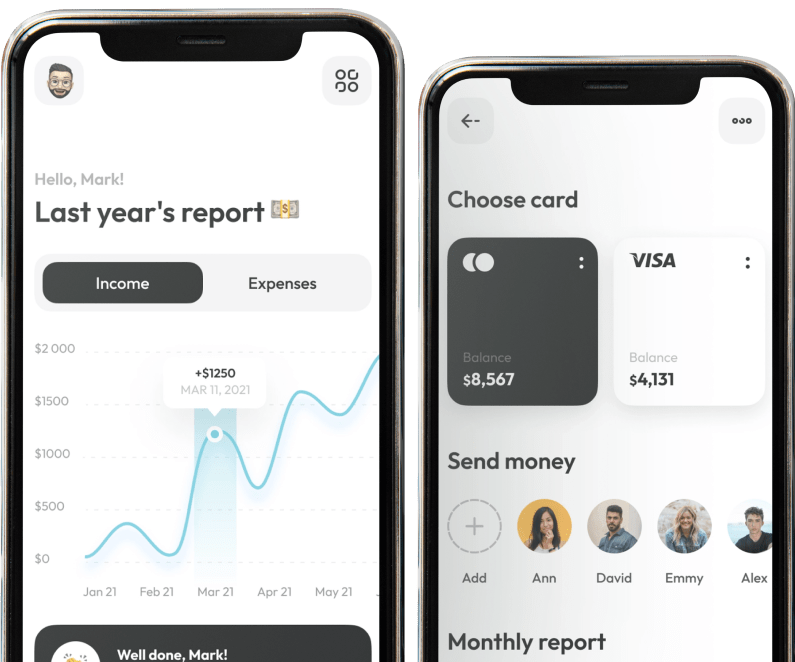 Hello, Mark!
Last year's report
Income
Expenses
$2 000
$1500
$1000
$500
$0
+$1250
MAR 11, 2021
Jan 21
Feb 21
Mar 21
Apr 21
May 21
Well done, Mark!
Choose card
VISA
Balance
$8,567
Balance
$4,131
Send money
Add
Ann
David
Emmy
Alex
Monthly report